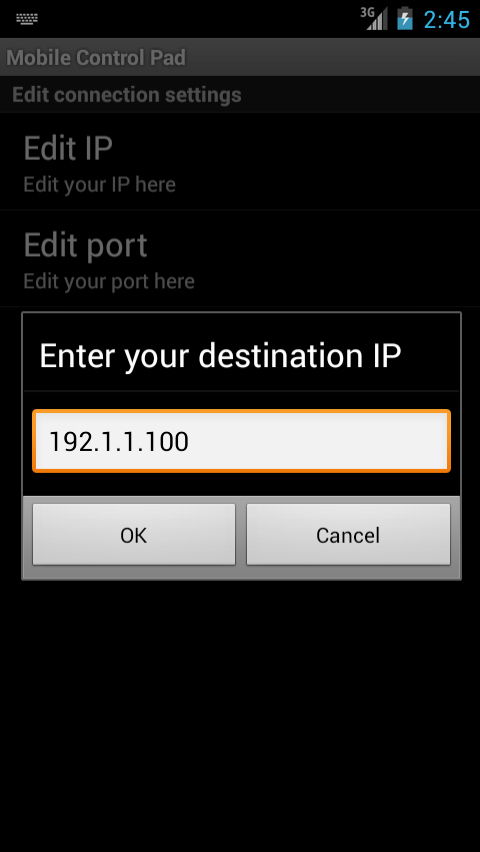 3G 2:45
Mobile Control Pad
Edit connection settings
Edit IP
Edit your IP here
Edit port
Edit your port here
Enter your destination IP
192.1.1.100
OK Cancel